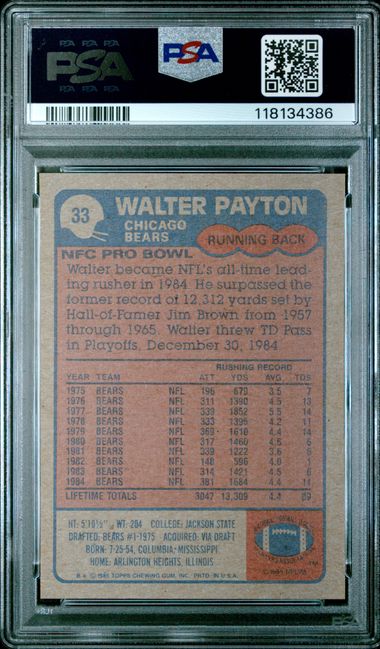 PSA
PSA
118134386
33
WALTER PAYTON
CHICAGO
BEARS
RUNNING BACK
NFC PRO BOWL
Walter became NFL's all-time lead-
ing rusher in 1984. He surpassed the
former record of 12,312 yards set by
Hall-of-Famer Jim Brown from 1957
through 1965. Walter threw TD Pass
in Playoffs, December 30, 1984.
RUSHING RECORD
YEAR TEAM ATT. YDS. AVG. TDS
1975 BEARS NFL 196 679 3.5 7
1976 BEARS NFL 311 1390 4.5 13
1977 BEARS NFL 339 1852 5.5 14
1978 BEARS NFL 333 1395 4.2 11
1979 BEARS NFL 369 1610 4.4 14
1980 BEARS NFL 317 1460 4.6 6
1981 BEARS NFL 339 1222 3.6 6
1982 BEARS NFL 148 596 4.0 1
1983 BEARS NFL 314 1421 4.5 6
1984 BEARS NFL 381 1684 4.4 11
LIFETIME TOTALS 3047 13,309 4.4 89
HT: 5'10½" WT: 204 COLLEGE: JACKSON STATE
DRAFTED: BEARS #1-1975 ACQUIRED: VIA DRAFT
BORN: 7-25-54, COLUMBIA, MISSISSIPPI
HOME: ARLINGTON HEIGHTS, ILLINOIS
© 1985 TOPPS CHEWING GUM, INC. PRTD. IN U.S.A.